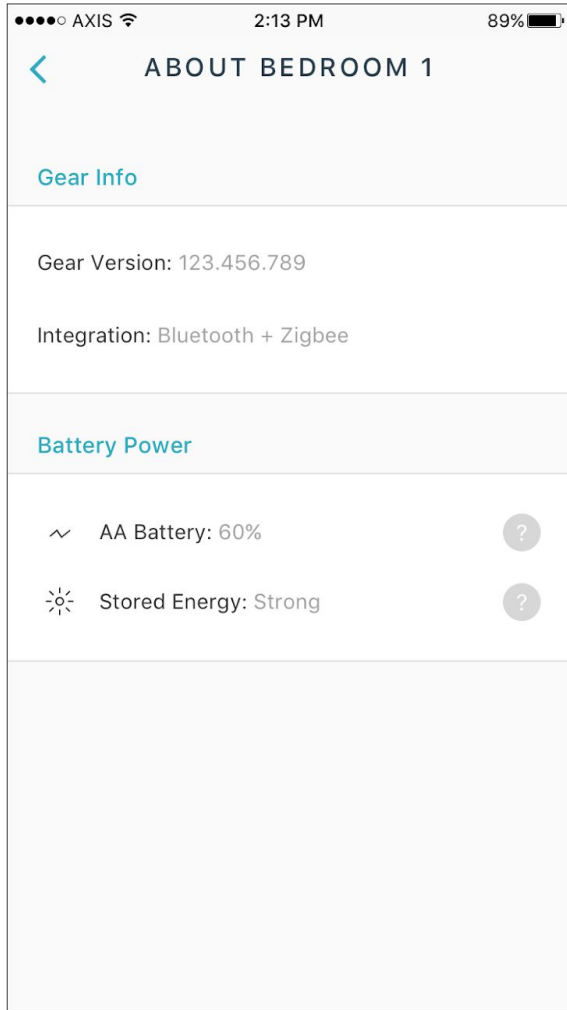 AXIS 2:13 PM 89%
ABOUT BEDROOM 1
Gear Info
Gear Version: 123.456.789
Integration: Bluetooth + Zigbee
Battery Power
AA Battery: 60% ?
Stored Energy: Strong ?